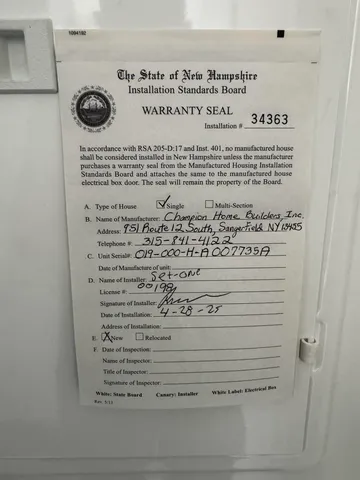 1094192
The State of New Hampshire
Installation Standards Board
WARRANTY SEAL
Installation # 34363
In accordance with RSA 205-D:17 and Inst. 401, no manufactured house
shall be considered installed in New Hampshire unless the manufacturer
purchases a warranty seal from the Manufactured Housing Installation
Standards Board and attaches the same to the manufactured house
electrical box door. The seal will remain the property of the Board.
A. Type of House ☑ Single ☐ Multi-Section
B. Name of Manufacturer: Champion Home Builders, Inc.
Address: 951 Route 12 South, Sangerfield NY 13455
Telephone #: 315-841-4122
C. Unit Serial#: 019-000-H-A007735A
Date of Manufacture of unit:
D. Name of Installer: Set-one
License #: 00198
Signature of Installer:
Date of Installation: 4-28-25
Address of Installation:
E. ☒ New ☐ Relocated
F. Date of Inspection:
Name of Inspector:
Title of Inspector:
Signature of Inspector:
White: State Board Canary: Installer White Label: Electrical Box